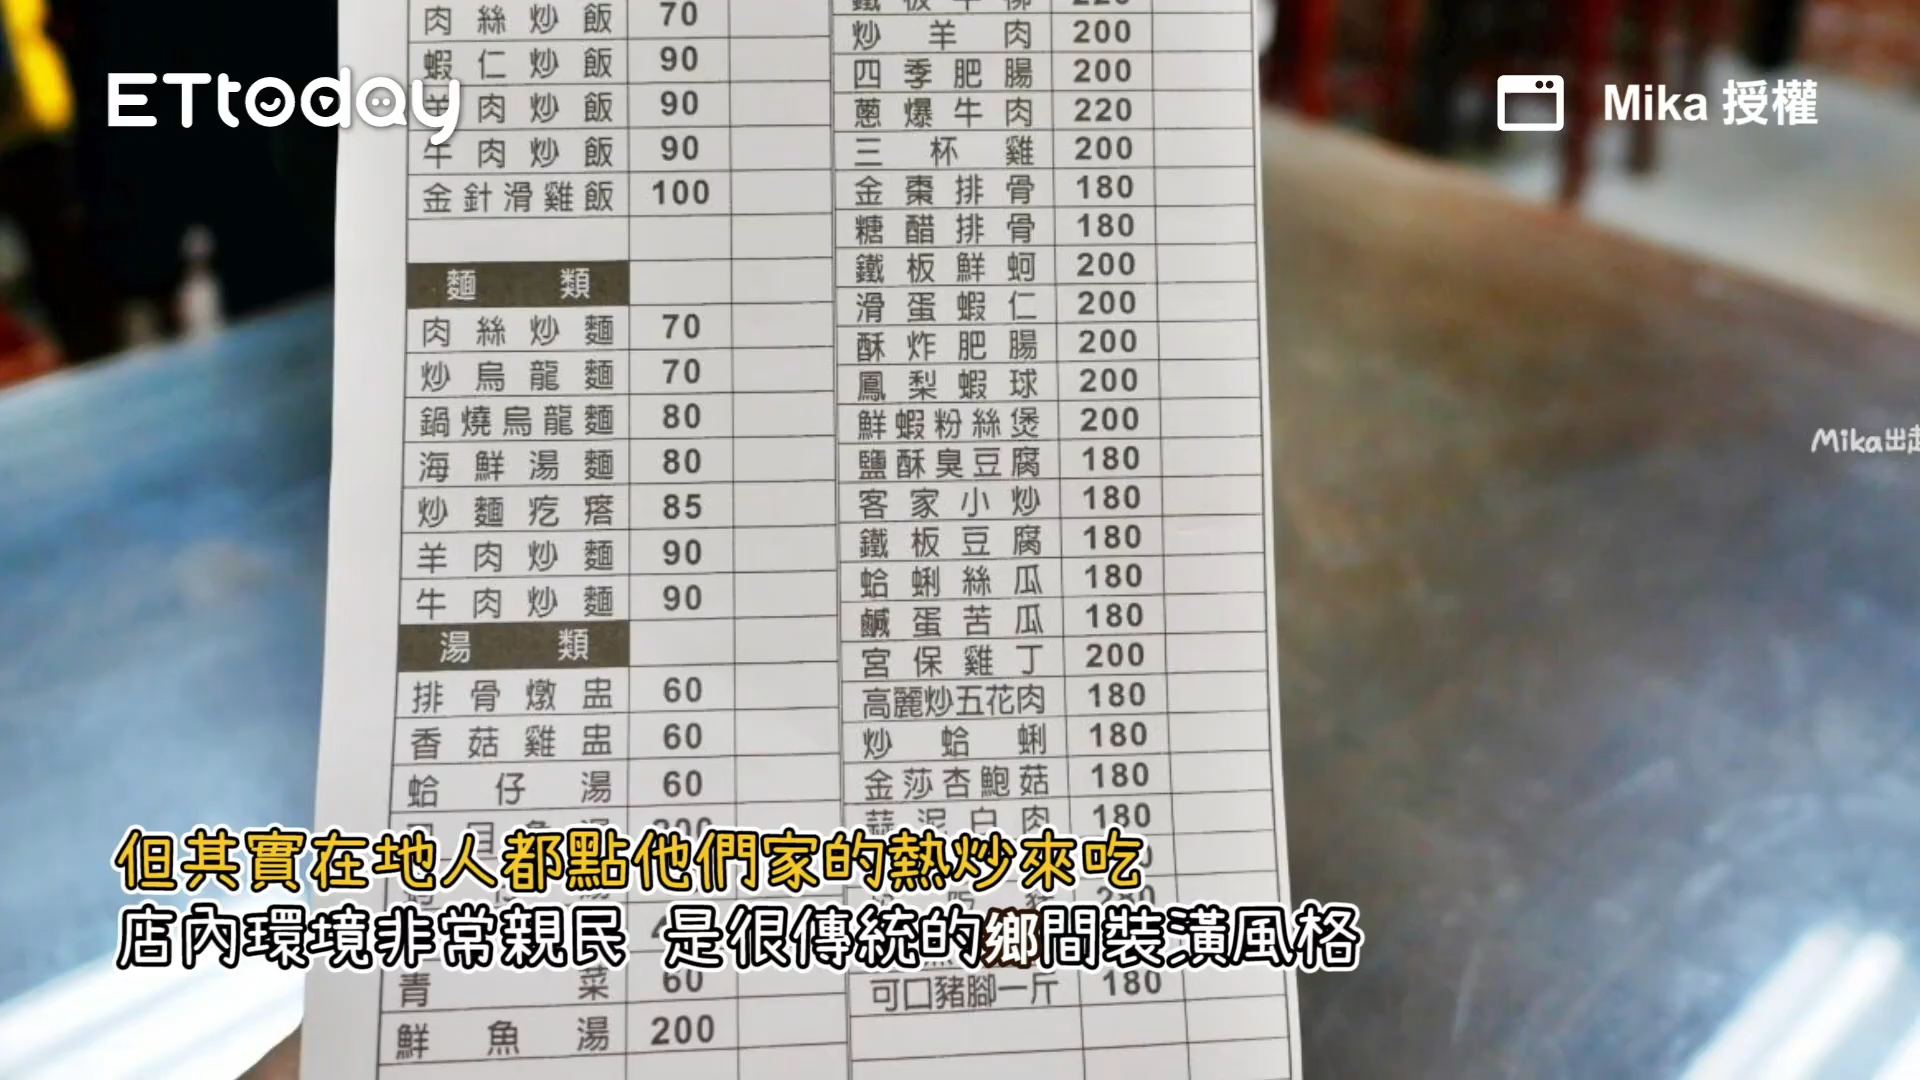 ETtoday
Mika 授權
Mika出
肉絲炒飯 70
蝦仁炒飯 90
羊肉炒飯 90
牛肉炒飯 90
金針滑雞飯 100
麵類
肉絲炒麵 70
炒烏龍麵 70
鍋燒烏龍麵 80
海鮮湯麵 80
炒麵疙瘩 85
羊肉炒麵 90
牛肉炒麵 90
湯類
排骨燉盅 60
香菇雞盅 60
蛤仔湯 60
青菜 60
鮮魚湯 200
炒羊肉 200
四季肥腸 200
蔥爆牛肉 220
三杯雞 200
金棗排骨 180
糖醋排骨 180
鐵板鮮蚵 200
滑蛋蝦仁 200
酥炸肥腸 200
鳳梨蝦球 200
鮮蝦粉絲煲 200
鹽酥臭豆腐 180
客家小炒 180
鐵板豆腐 180
蛤蜊絲瓜 180
鹹蛋苦瓜 180
宮保雞丁 200
高麗炒五花肉 180
炒蛤蜊 180
金莎杏鮑菇 180
蒜泥白肉 180
可口豬腳一斤 180
但其實在地人都點他們家的熱炒來吃
店內環境非常親民 是很傳統的鄉間裝潢風格